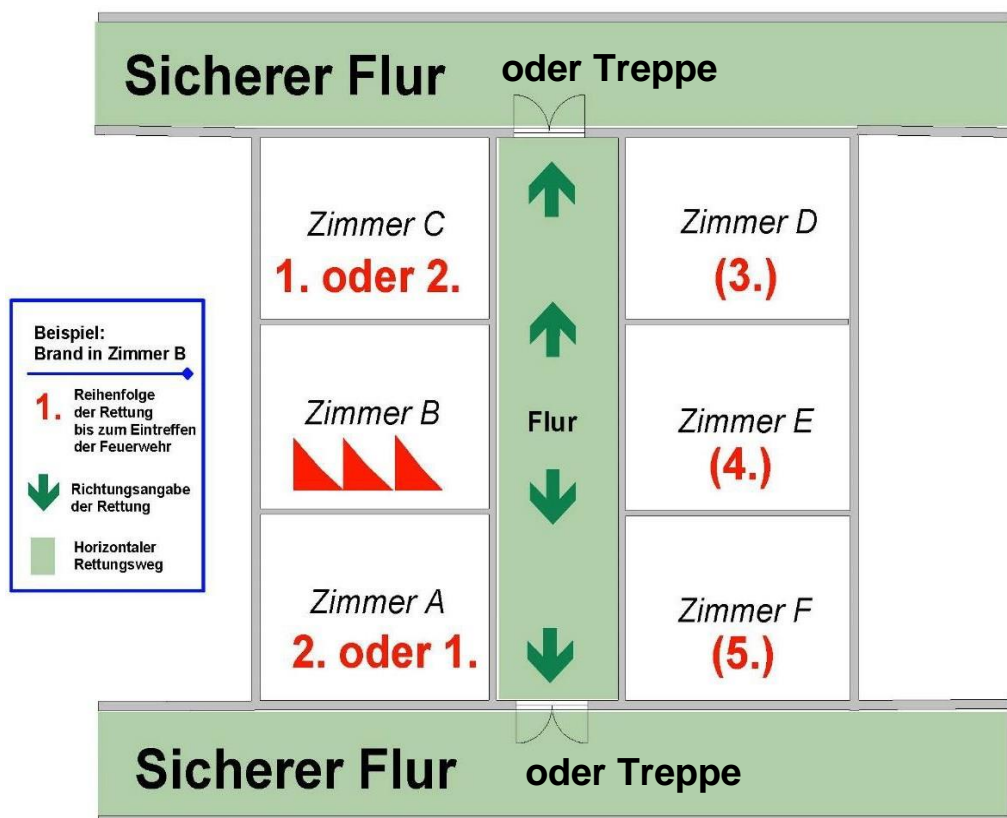 Sicherer Flur oder Treppe
Zimmer C
1. oder 2.
Zimmer D
(3.)
Beispiel:
Brand in Zimmer B
1. Reihenfolge
der Rettung
bis zum Eintreffen
der Feuerwehr
Richtungsangabe
der Rettung
Horizontaler
Rettungsweg
Zimmer B
Flur
Zimmer E
(4.)
Zimmer A
2. oder 1.
Zimmer F
(5.)
Sicherer Flur oder Treppe